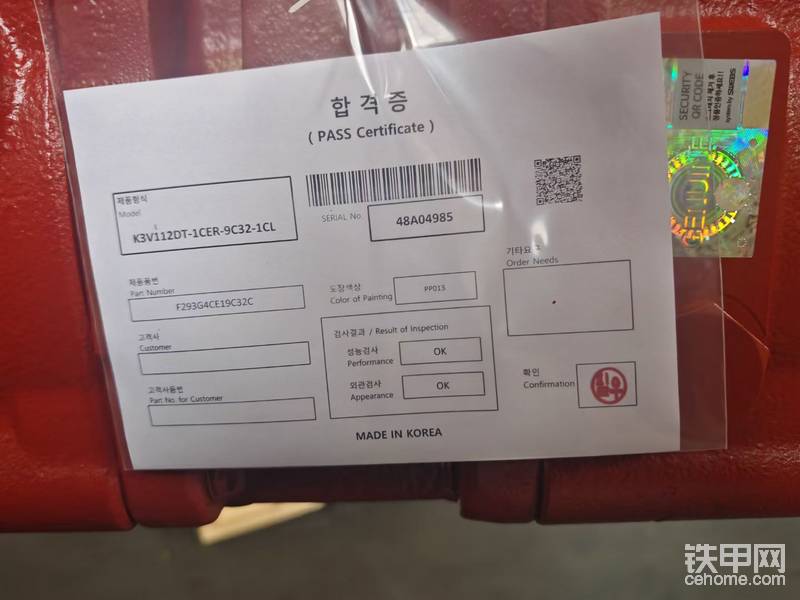 합격증
( PASS Certificate )
제품형식
Model
K3V112DT-1CER-9C32-1CL
SERIAL No.
48A04985
제품품번
Part Number
F293G4CE19C32C
도장색상
Color of Painting
PP013
기타요구
Order Needs
고객사
Customer
검사결과 / Result of Inspection
성능검사
Performance
OK
외관검사
Appearance
OK
고객사품번
Part No. for Customer
확인
Confirmation
MADE IN KOREA
SECURITY
QR CODE
铁甲网
cehome.com